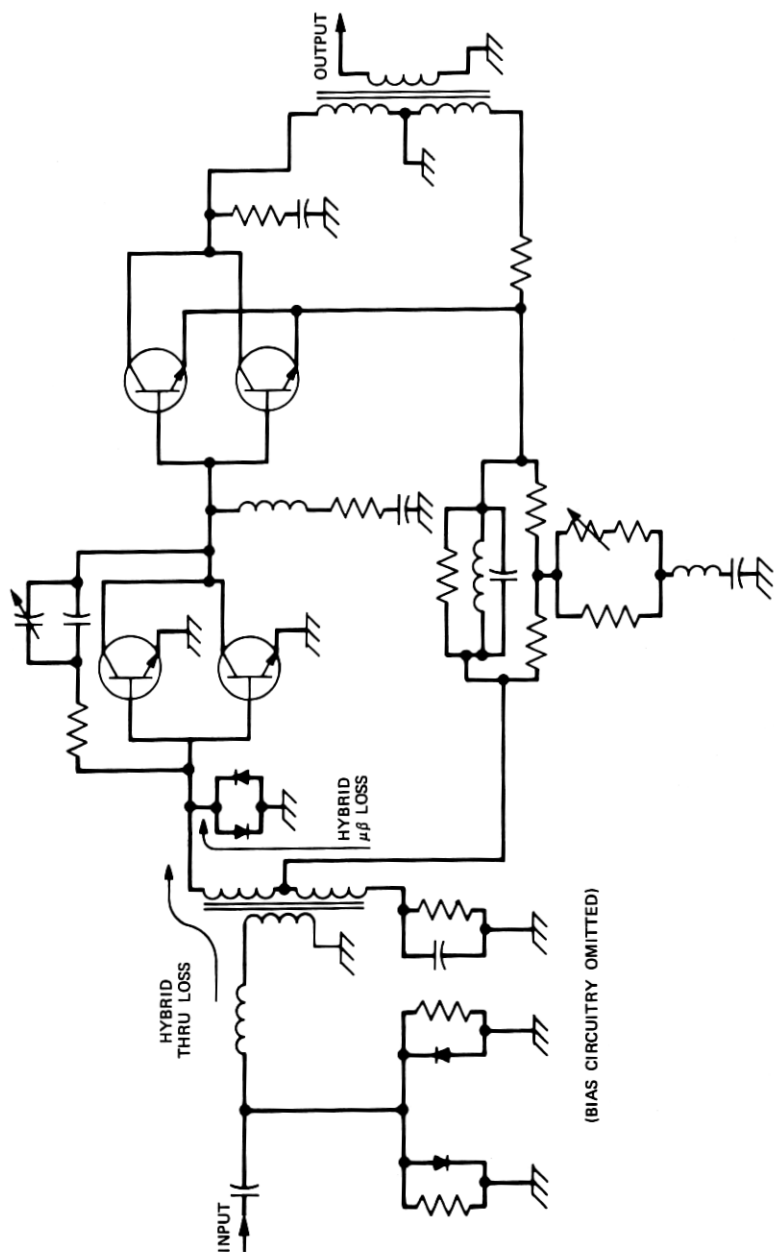 INPUT
HYBRID
THRU LOSS
HYBRID
μβ LOSS
OUTPUT
(BIAS CIRCUITRY OMITTED)